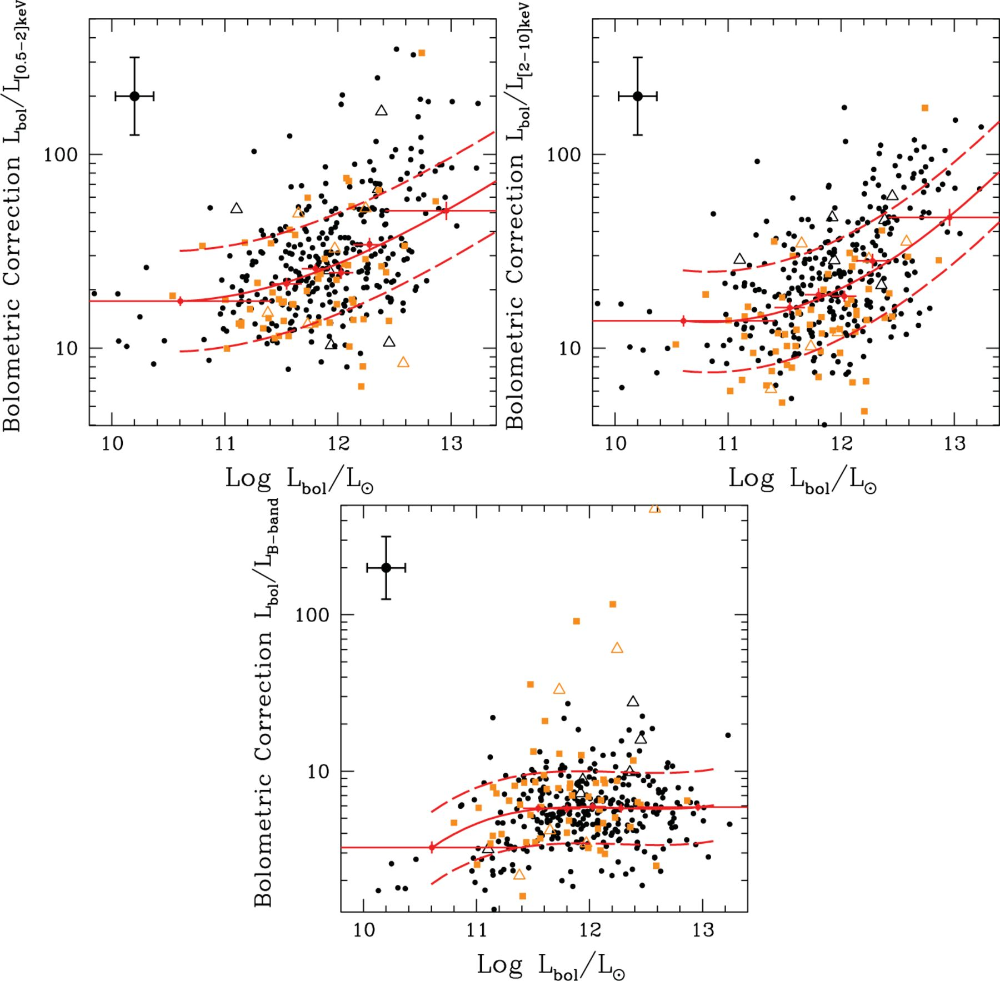 Bolometric Correction L_bol/L_[0.5−2]keV
100
10
10 11 12 13
Log L_bol/L_⊙
Bolometric Correction L_bol/L_[2−10]keV
100
10
10 11 12 13
Log L_bol/L_⊙
Bolometric Correction L_bol/L_B−band
100
10
10 11 12 13
Log L_bol/L_⊙